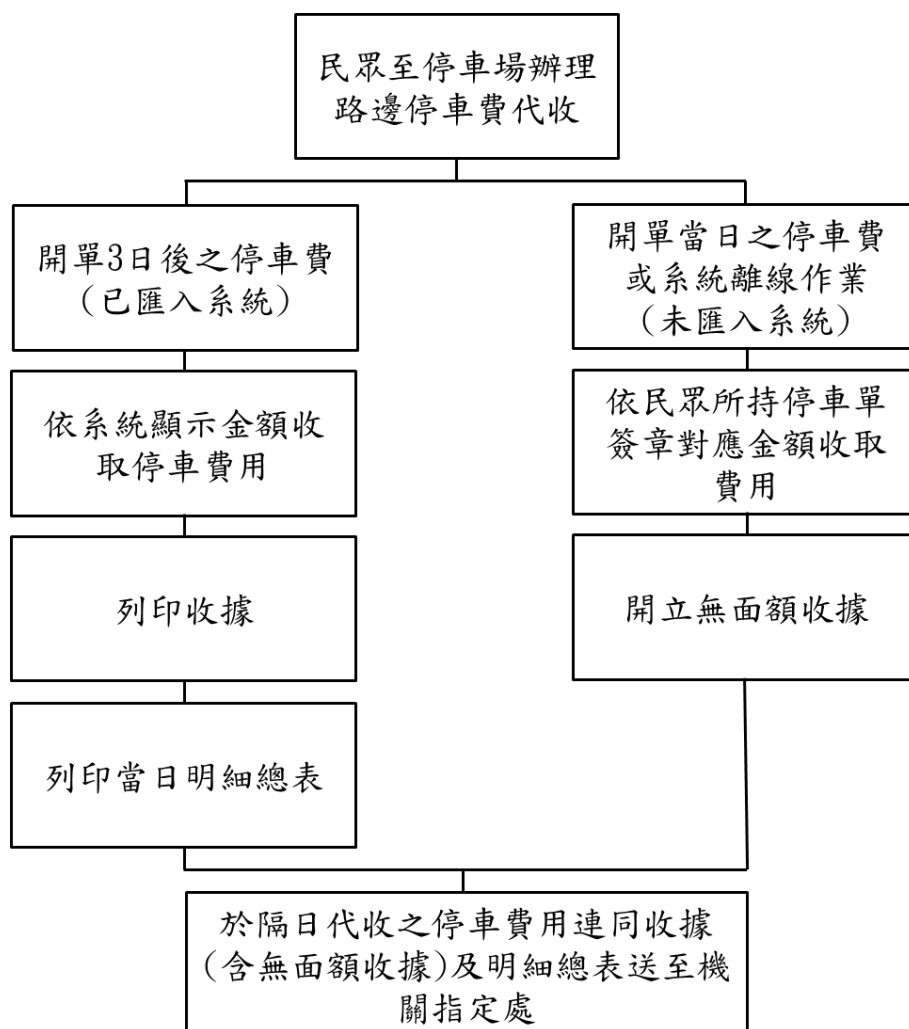 民眾至停車場辦理
路邊停車費代收
開單3日後之停車費
(已匯入系統)
依系統顯示金額收
取停車費用
列印收據
列印當日明細總表
開單當日之停車費
或系統離線作業
(未匯入系統)
依民眾所持停車單
簽章對應金額收取
費用
開立無面額收據
於隔日代收之停車費用連同收據
(含無面額收據)及明細總表送至機
關指定處